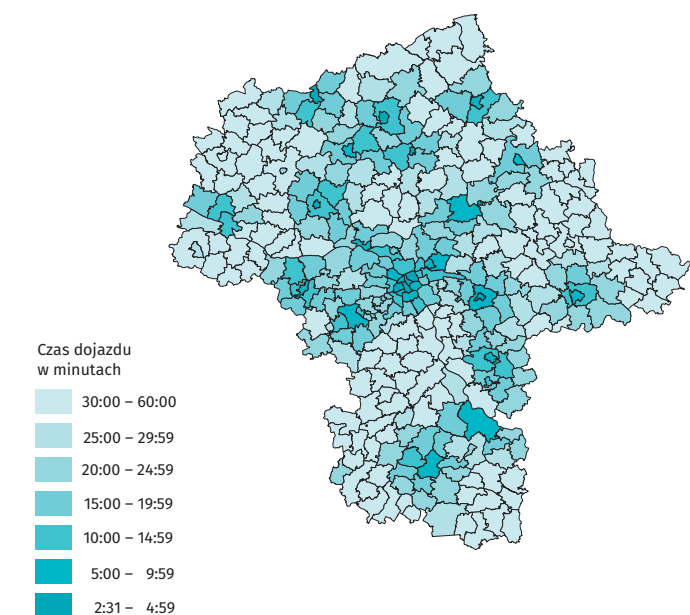 Czas dojazdu
w minutach
30:00 – 60:00
25:00 – 29:59
20:00 – 24:59
15:00 – 19:59
10:00 – 14:59
5:00 – 9:59
2:31 – 4:59